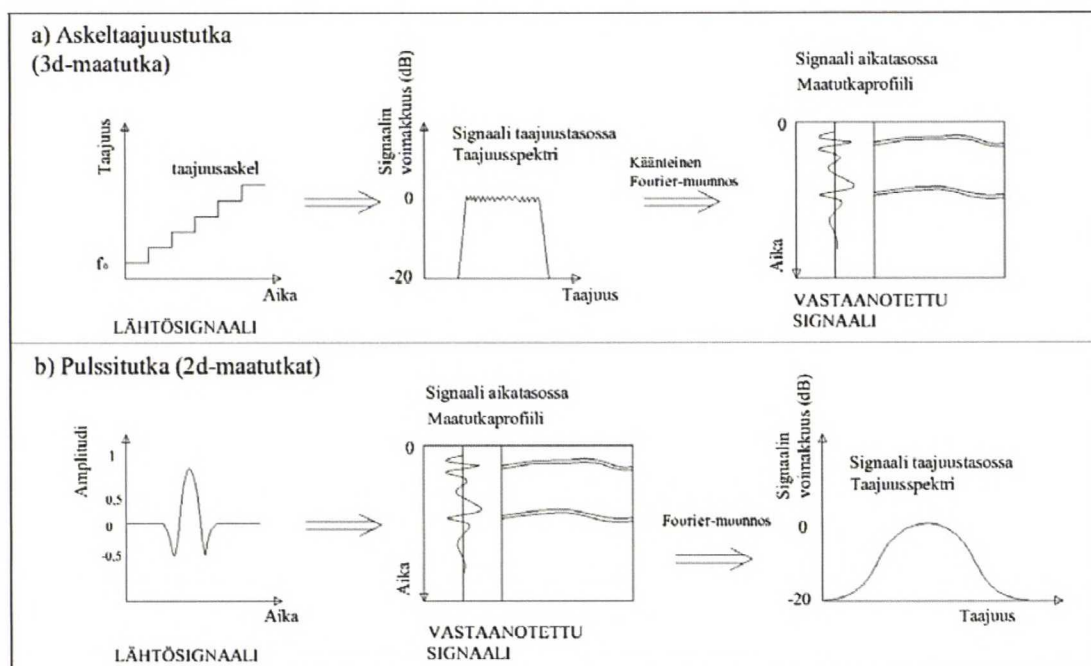 a) Askeltaajuustutka
(3d-maatutka)
Taajuus
taajuusaskel
f₀
Aika
LÄHTÖSIGNAALI
Signaalin
voimakkuus (dB)
Signaali taajuustasossa
Taajuusspektri
0
-20
Taajuus
Käänteinen
Fourier-muunnos
Signaali aikatasossa
Maatutkaprofiili
0
Aika
VASTAANOTETTU
SIGNAALI
b) Pulssitutka (2d-maatutkat)
Amplitudi
1
0.5
0
-0.5
Aika
LÄHTÖSIGNAALI
Signaali aikatasossa
Maatutkaprofiili
0
Aika
VASTAANOTETTU
SIGNAALI
Fourier-muunnos
Signaalin
voimakkuus (dB)
Signaali taajuustasossa
Taajuusspektri
0
-20
Taajuus